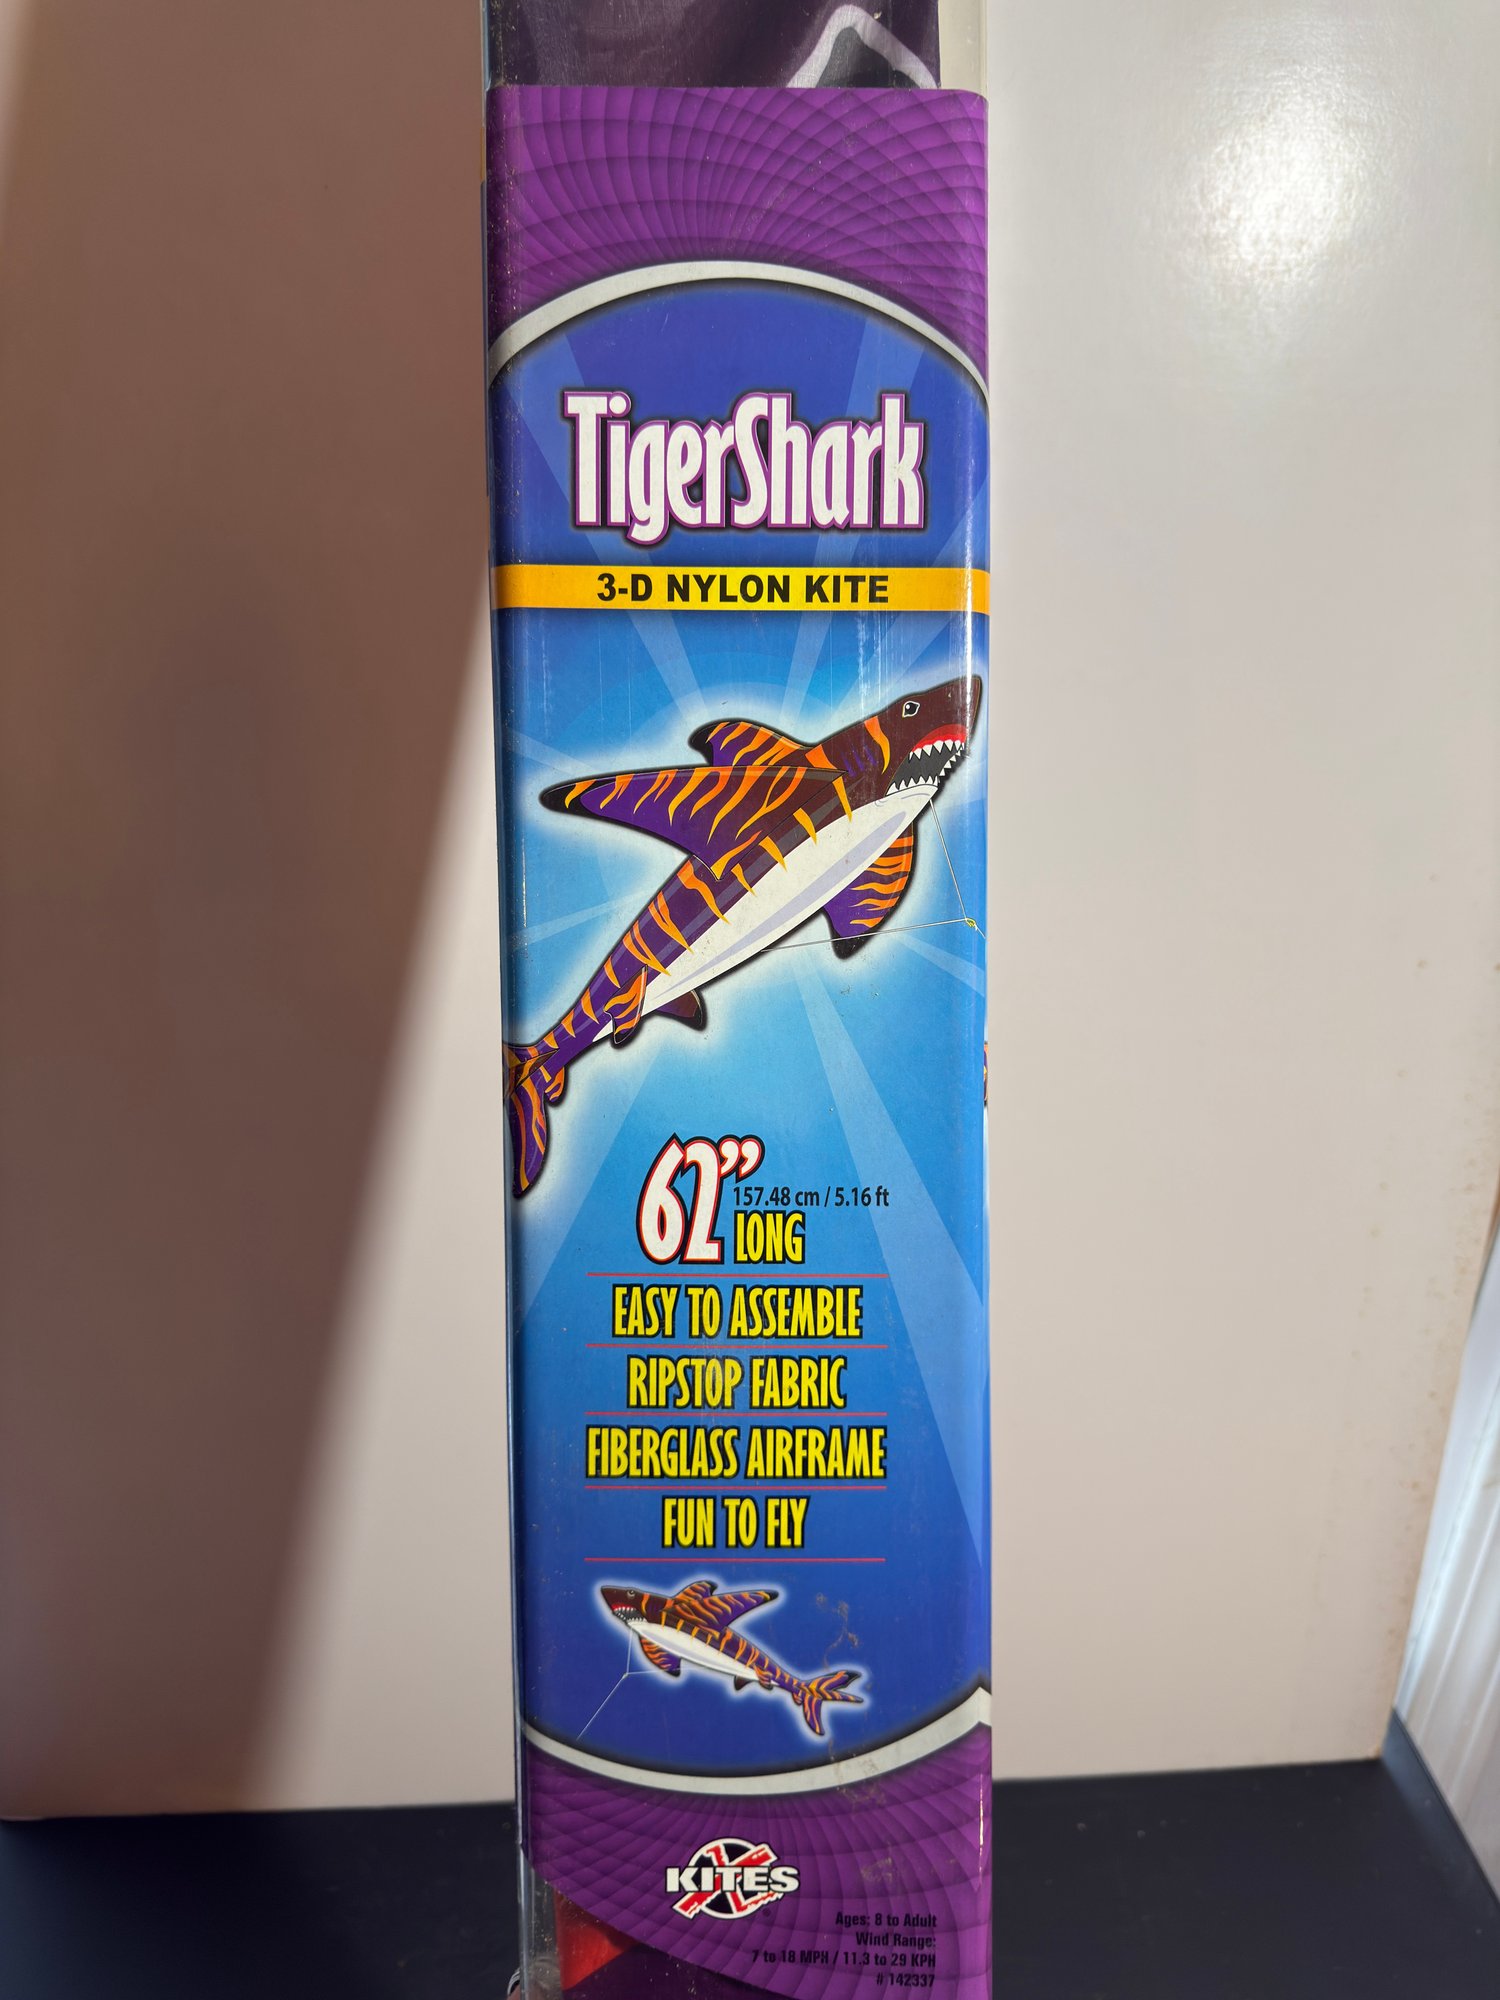 TigerShark
3-D NYLON KITE
62”
157.48 cm / 5.16 ft
LONG
EASY TO ASSEMBLE
RIPSTOP FABRIC
FIBERGLASS AIRFRAME
FUN TO FLY
X KITES
Ages: 8 to Adult
Wind Range:
7 to 18 MPH / 11.3 to 29 KPH
# 142337